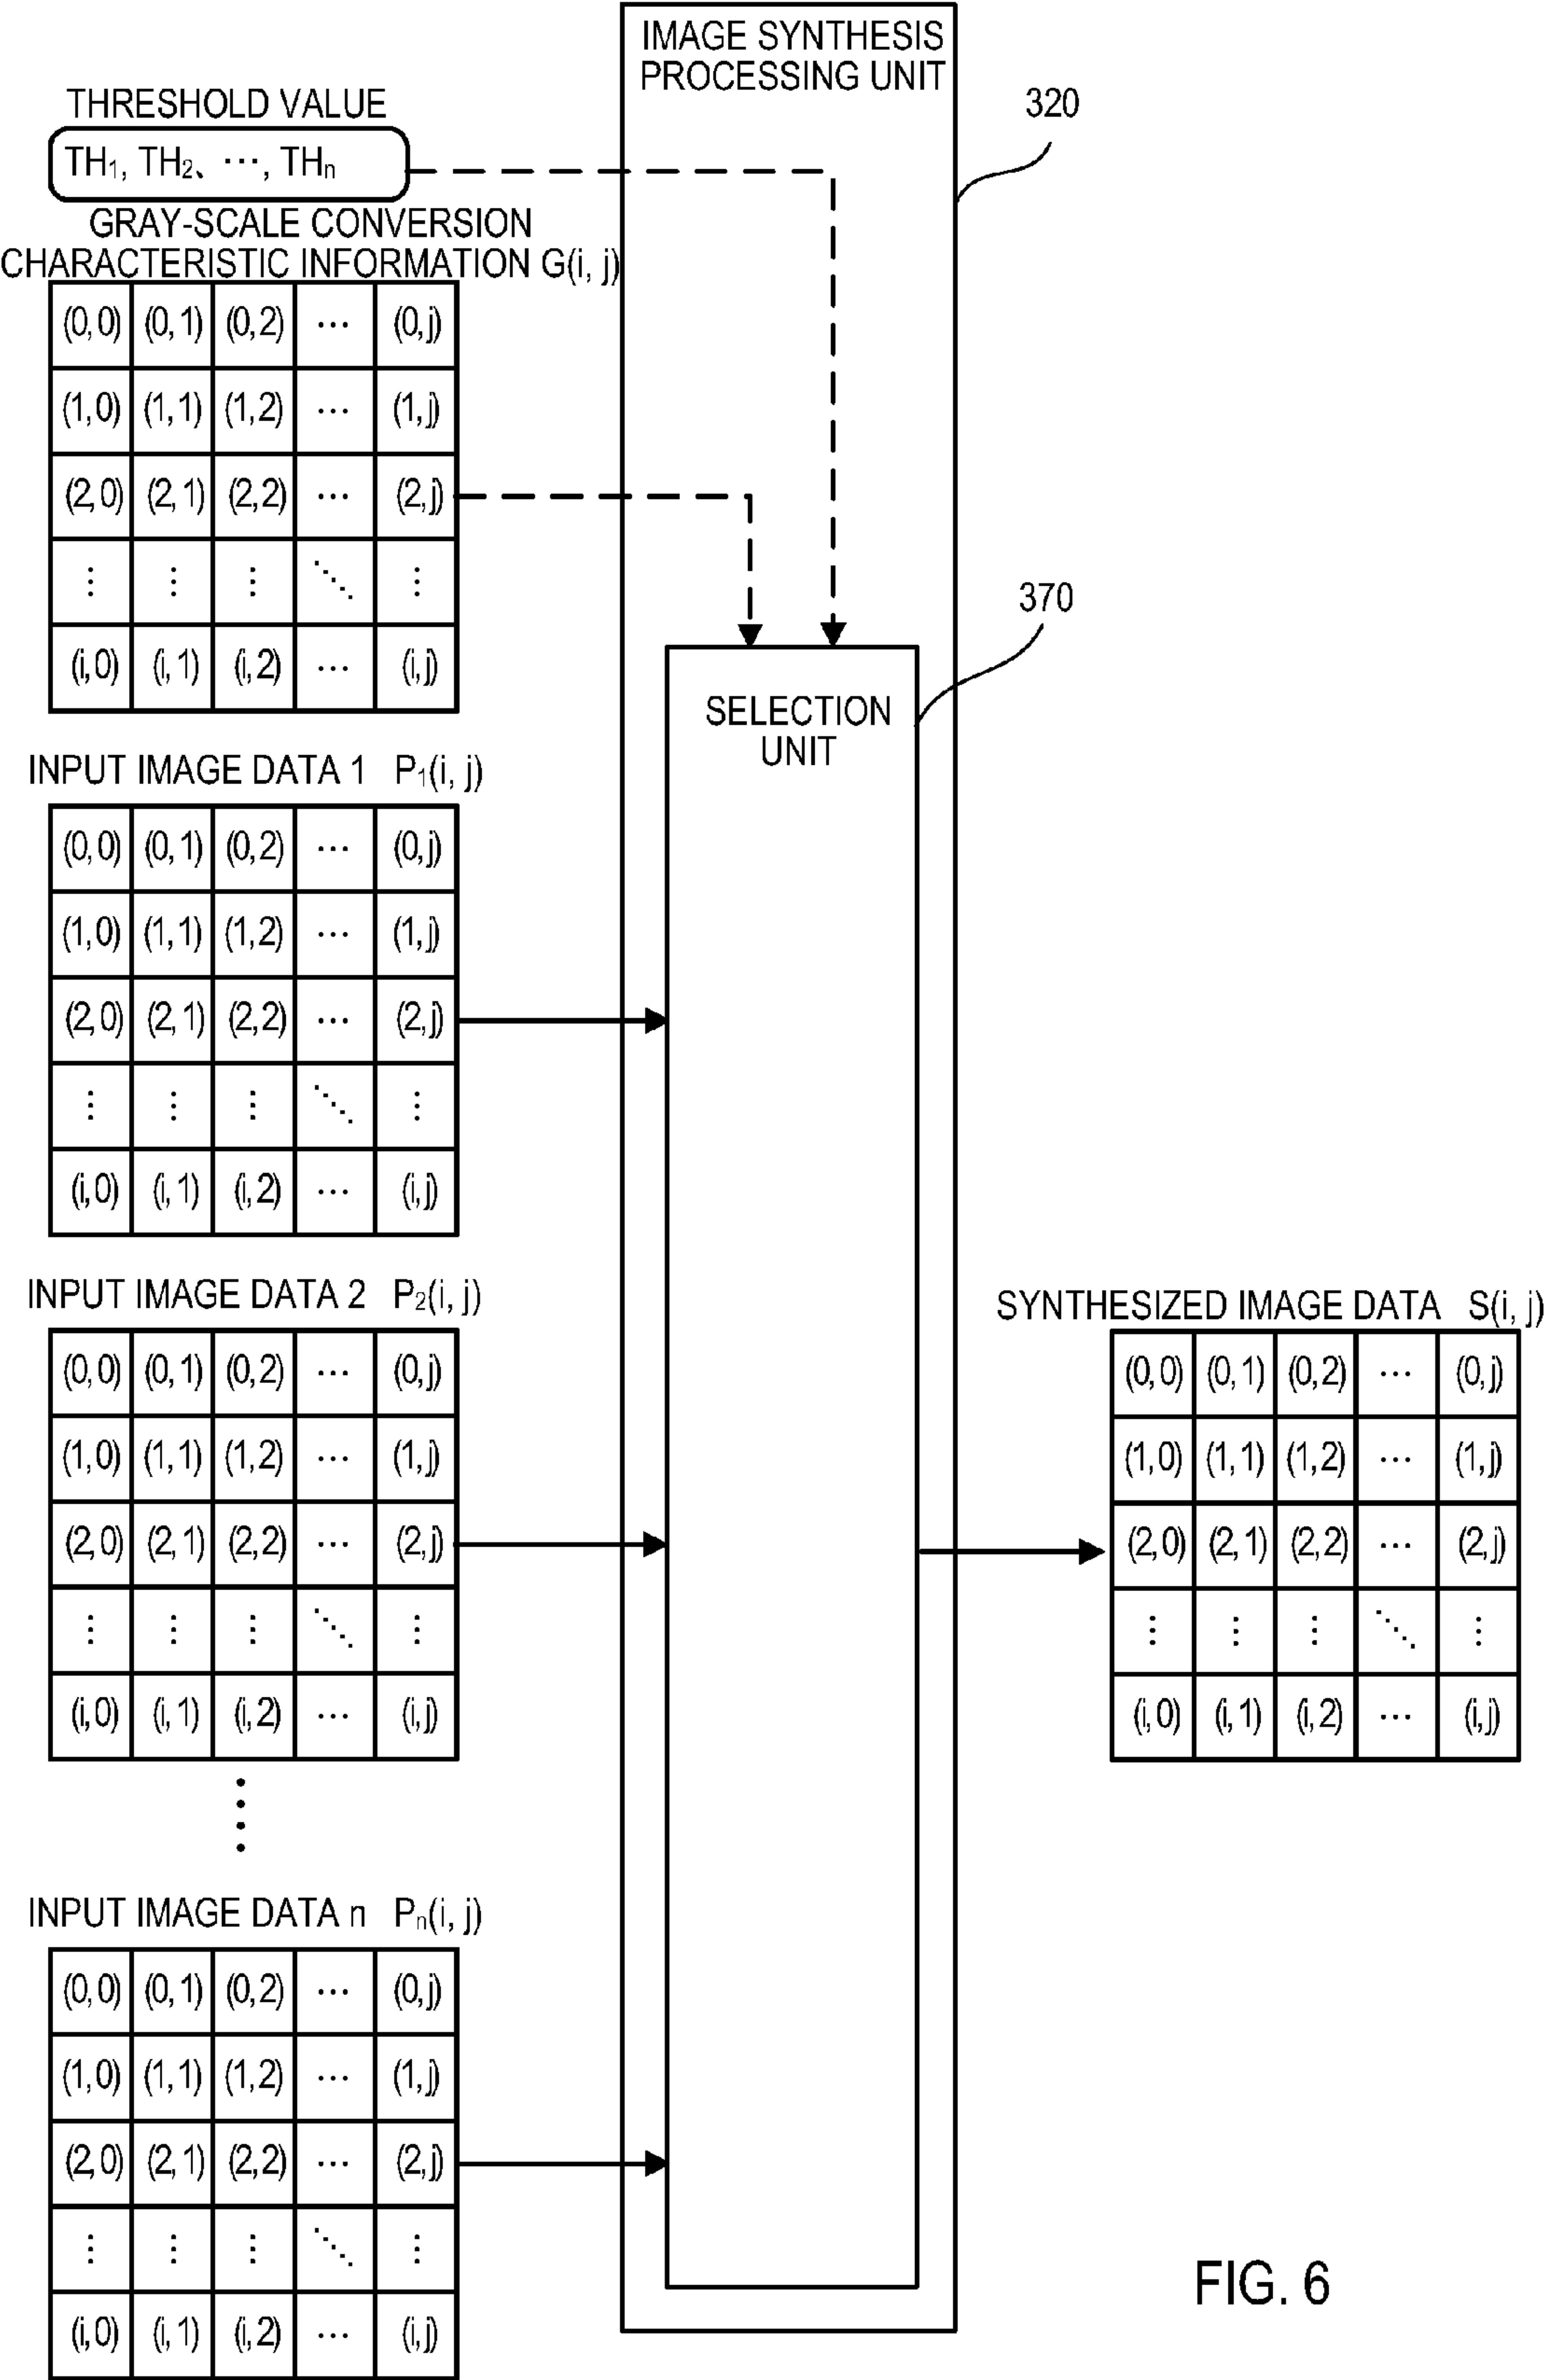 IMAGE SYNTHESIS
PROCESSING UNIT
320
THRESHOLD VALUE
TH₁, TH₂、 ···, THₙ
GRAY-SCALE CONVERSION
CHARACTERISTIC INFORMATION G(i, j)
(0,0) (0,1) (0,2) ··· (0,j)
(1,0) (1,1) (1,2) ··· (1,j)
(2,0) (2,1) (2,2) ··· (2,j)
⋮ ⋮ ⋮ ⋱ ⋮
(i,0) (i,1) (i,2) ··· (i,j)
370
SELECTION
UNIT
INPUT IMAGE DATA 1 P₁(i, j)
(0,0) (0,1) (0,2) ··· (0,j)
(1,0) (1,1) (1,2) ··· (1,j)
(2,0) (2,1) (2,2) ··· (2,j)
⋮ ⋮ ⋮ ⋱ ⋮
(i,0) (i,1) (i,2) ··· (i,j)
INPUT IMAGE DATA 2 P₂(i, j)
(0,0) (0,1) (0,2) ··· (0,j)
(1,0) (1,1) (1,2) ··· (1,j)
(2,0) (2,1) (2,2) ··· (2,j)
⋮ ⋮ ⋮ ⋱ ⋮
(i,0) (i,1) (i,2) ··· (i,j)
SYNTHESIZED IMAGE DATA S(i, j)
(0,0) (0,1) (0,2) ··· (0,j)
(1,0) (1,1) (1,2) ··· (1,j)
(2,0) (2,1) (2,2) ··· (2,j)
⋮ ⋮ ⋮ ⋱ ⋮
(i,0) (i,1) (i,2) ··· (i,j)
INPUT IMAGE DATA n Pₙ(i, j)
(0,0) (0,1) (0,2) ··· (0,j)
(1,0) (1,1) (1,2) ··· (1,j)
(2,0) (2,1) (2,2) ··· (2,j)
⋮ ⋮ ⋮ ⋱ ⋮
(i,0) (i,1) (i,2) ··· (i,j)
FIG. 6